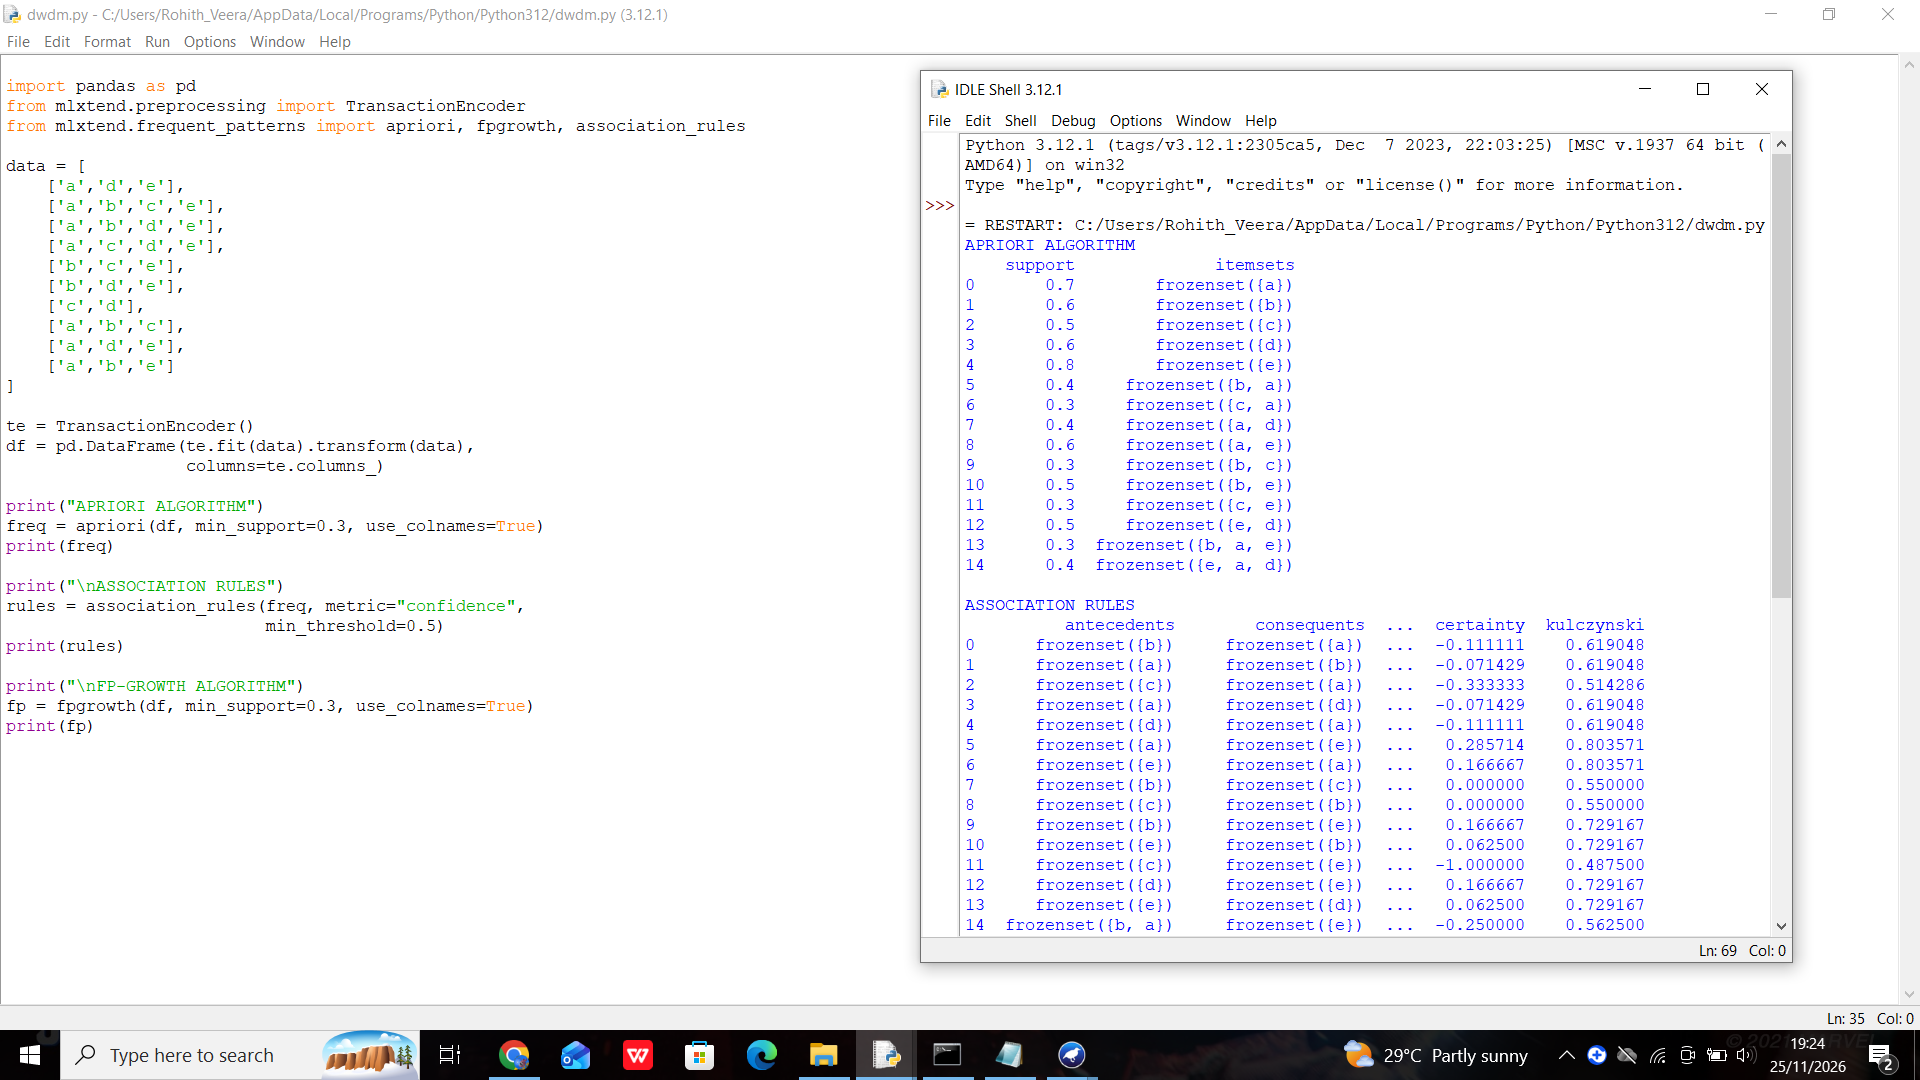 dwdm.py - C:/Users/Rohith_Veera/AppData/Local/Programs/Python/Python312/dwdm.py (3.12.1)
File Edit Format Run Options Window Help
import pandas as pd
from mlxtend.preprocessing import TransactionEncoder
from mlxtend.frequent_patterns import apriori, fpgrowth, association_rules
data = [
    ['a','d','e'],
    ['a','b','c','e'],
    ['a','b','d','e'],
    ['a','c','d','e'],
    ['b','c','e'],
    ['b','d','e'],
    ['c','d'],
    ['a','b','c'],
    ['a','d','e'],
    ['a','b','e']
]
te = TransactionEncoder()
df = pd.DataFrame(te.fit(data).transform(data),
                  columns=te.columns_)
print("APRIORI ALGORITHM")
freq = apriori(df, min_support=0.3, use_colnames=True)
print(freq)
print("\nASSOCIATION RULES")
rules = association_rules(freq, metric="confidence",
                          min_threshold=0.5)
print(rules)
print("\nFP-GROWTH ALGORITHM")
fp = fpgrowth(df, min_support=0.3, use_colnames=True)
print(fp)
Ln: 35 Col: 0
IDLE Shell 3.12.1
File Edit Shell Debug Options Window Help
Python 3.12.1 (tags/v3.12.1:2305ca5, Dec  7 2023, 22:03:25) [MSC v.1937 64 bit (
AMD64)] on win32
Type "help", "copyright", "credits" or "license()" for more information.
>>>
= RESTART: C:/Users/Rohith_Veera/AppData/Local/Programs/Python/Python312/dwdm.py
APRIORI ALGORITHM
    support              itemsets
0       0.7        frozenset({a})
1       0.6        frozenset({b})
2       0.5        frozenset({c})
3       0.6        frozenset({d})
4       0.8        frozenset({e})
5       0.4     frozenset({b, a})
6       0.3     frozenset({c, a})
7       0.4     frozenset({a, d})
8       0.6     frozenset({a, e})
9       0.3     frozenset({b, c})
10      0.5     frozenset({b, e})
11      0.3     frozenset({c, e})
12      0.5     frozenset({e, d})
13      0.3  frozenset({b, a, e})
14      0.4  frozenset({e, a, d})
ASSOCIATION RULES
          antecedents        consequents  ...  certainty  kulczynski
0      frozenset({b})     frozenset({a})  ...  -0.111111    0.619048
1      frozenset({a})     frozenset({b})  ...  -0.071429    0.619048
2      frozenset({c})     frozenset({a})  ...  -0.333333    0.514286
3      frozenset({a})     frozenset({d})  ...  -0.071429    0.619048
4      frozenset({d})     frozenset({a})  ...  -0.111111    0.619048
5      frozenset({a})     frozenset({e})  ...   0.285714    0.803571
6      frozenset({e})     frozenset({a})  ...   0.166667    0.803571
7      frozenset({b})     frozenset({c})  ...   0.000000    0.550000
8      frozenset({c})     frozenset({b})  ...   0.000000    0.550000
9      frozenset({b})     frozenset({e})  ...   0.166667    0.729167
10     frozenset({e})     frozenset({b})  ...   0.062500    0.729167
11     frozenset({c})     frozenset({e})  ...  -1.000000    0.487500
12     frozenset({d})     frozenset({e})  ...   0.166667    0.729167
13     frozenset({e})     frozenset({d})  ...   0.062500    0.729167
14  frozenset({b, a})     frozenset({e})  ...  -0.250000    0.562500
Ln: 69 Col: 0
Type here to search
29°C Partly sunny
19:24
25/11/2026
2